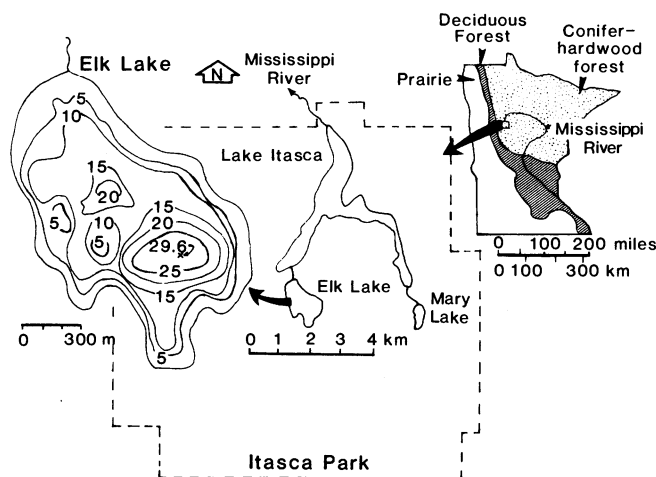 Elk Lake
N
Mississippi
River
Deciduous
Forest
Conifer-
hardwood
forest
Prairie
Mississippi
River
0 100 200 miles
0 100 300 km
5
10
15
20
5
10
5
15
20
29.6
25
15
5
0 300 m
Lake Itasca
Elk Lake
Mary
Lake
0 1 2 3 4 km
Itasca Park